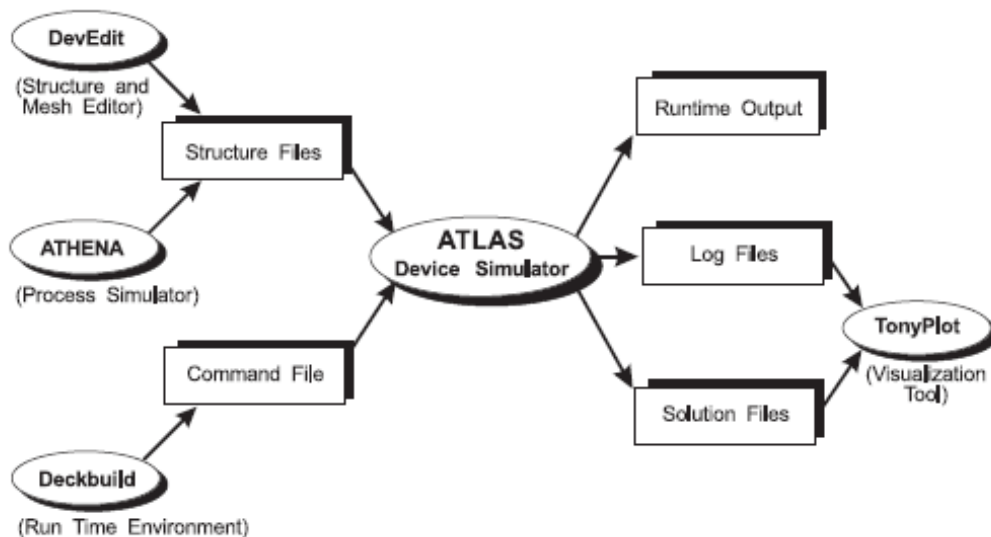 DevEdit
(Structure and
Mesh Editor)
Structure Files
ATHENA
(Process Simulator)
Command File
Deckbuild
(Run Time Environment)
ATLAS
Device Simulator
Runtime Output
Log Files
Solution Files
TonyPlot
(Visualization
Tool)